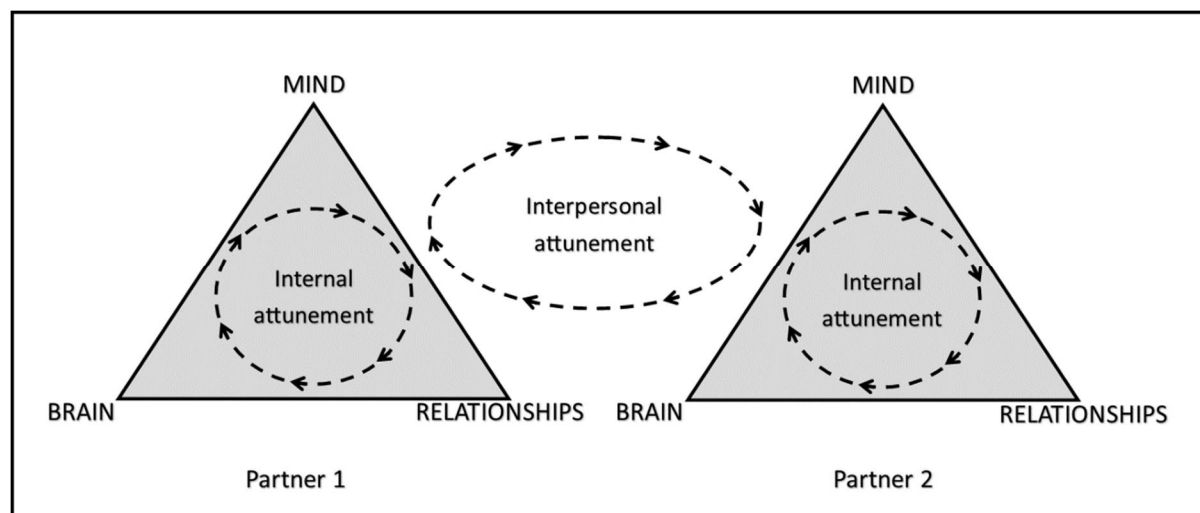 MIND
MIND
Interpersonal
attunement
Internal
attunement
Internal
attunement
BRAIN
RELATIONSHIPS
BRAIN
RELATIONSHIPS
Partner 1
Partner 2